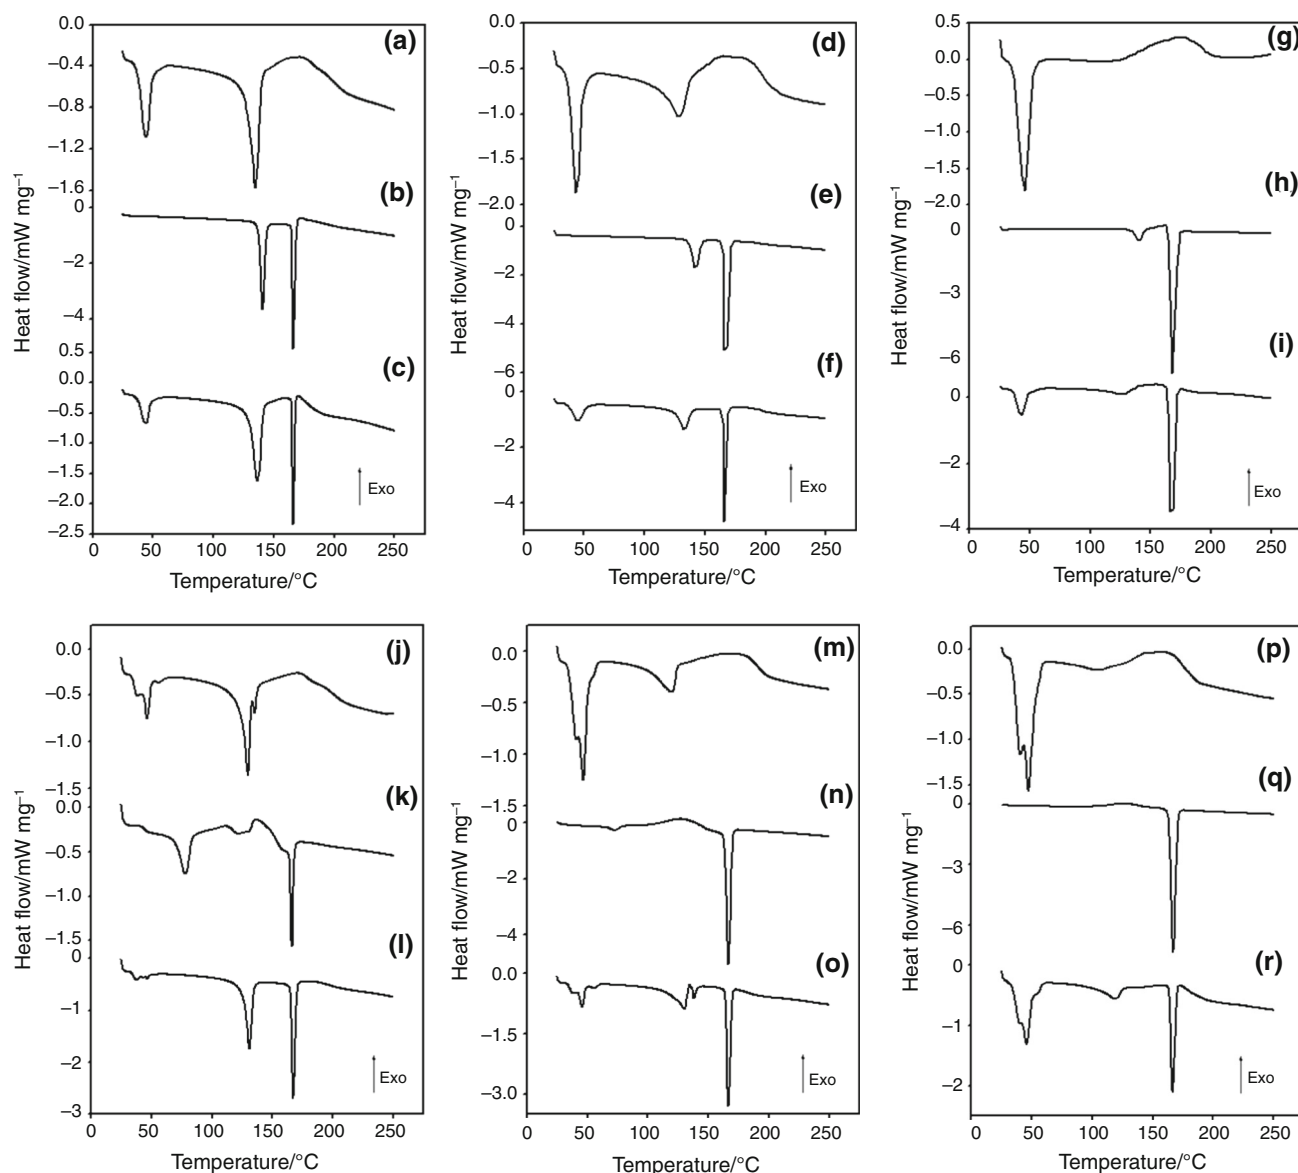 0.0
–0.4
–0.8
–1.2
–1.6
0
–2
–4
0.5
0.0
–0.5
–1.0
–1.5
–2.0
–2.5
Heat flow/mW mg–1
(a)
(b)
(c)
Exo
0 50 100 150 200 250
Temperature/°C
0.0
–0.5
–1.0
–1.5
–2.0
0
–2
–4
–6
0
–2
–4
Heat flow/mW mg–1
(d)
(e)
(f)
Exo
0 50 100 150 200 250
Temperature/°C
0.5
0.0
–0.5
–1.0
–1.5
–2.0
0
–3
–6
0
–2
–4
Heat flow/mW mg–1
(g)
(h)
(i)
Exo
0 50 100 150 200 250
Temperature/°C
0.0
–0.5
–1.0
–1.5
0.0
–0.5
–1.0
–1.5
0
–1
–2
–3
Heat flow/mW mg–1
(j)
(k)
(l)
Exo
0 50 100 150 200 250
Temperature/°C
0.0
–0.5
–1.0
–1.5
0
–2
–4
0.0
–1.5
–3.0
Heat flow/mW mg–1
(m)
(n)
(o)
Exo
0 50 100 150 200 250
Temperature/°C
0.0
–0.5
–1.0
–1.5
0
–3
–6
0
–1
–2
Heat flow/mW mg–1
(p)
(q)
(r)
Exo
0 50 100 150 200 250
Temperature/°C